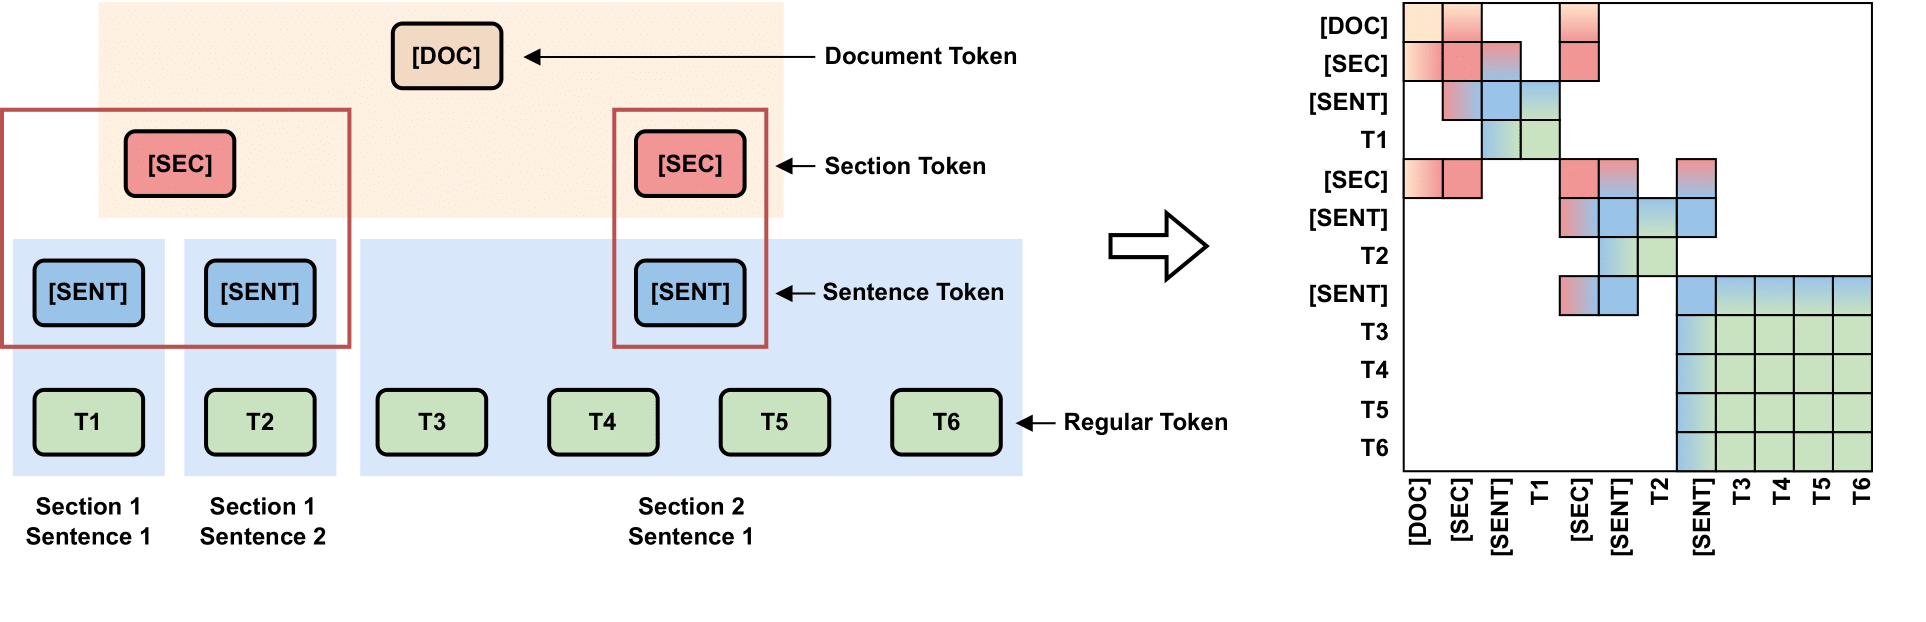 [DOC]
Document Token
[SEC]
[SEC]
Section Token
[SENT]
[SENT]
[SENT]
Sentence Token
T1
T2
T3
T4
T5
T6
Regular Token
Section 1
Sentence 1
Section 1
Sentence 2
Section 2
Sentence 1
[DOC]
[SEC]
[SENT]
T1
[SEC]
[SENT]
T2
[SENT]
T3
T4
T5
T6
[DOC]
[SEC]
[SENT]
T1
[SEC]
[SENT]
T2
[SENT]
T3
T4
T5
T6